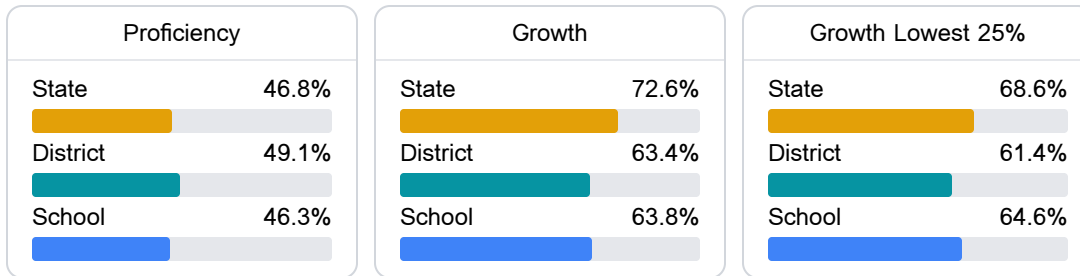 Proficiency
State 46.8%
District 49.1%
School 46.3%
Growth
State 72.6%
District 63.4%
School 63.8%
Growth Lowest 25%
State 68.6%
District 61.4%
School 64.6%